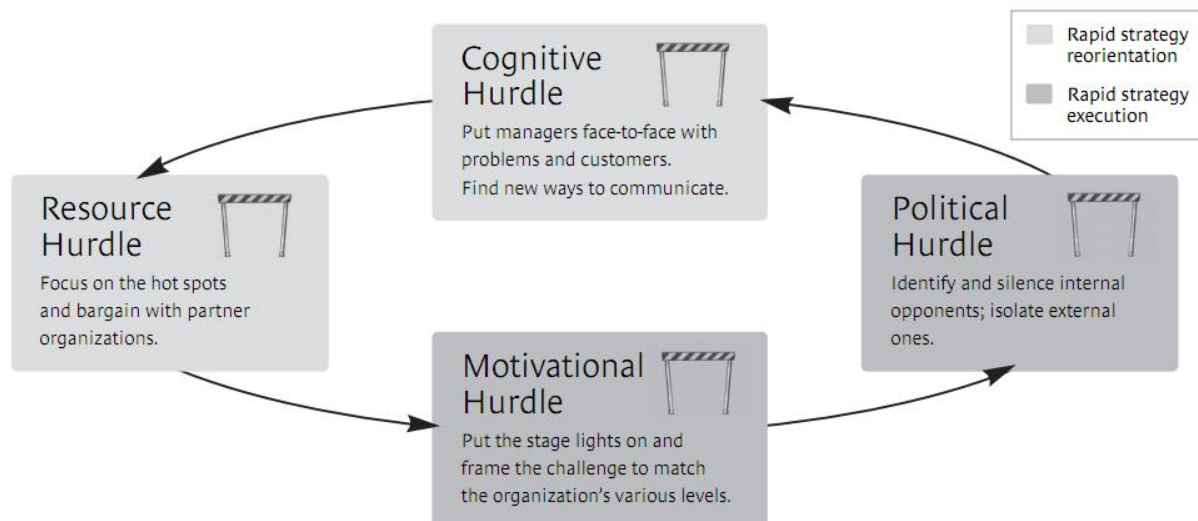 Cognitive
Hurdle
Put managers face-to-face with
problems and customers.
Find new ways to communicate.
Rapid strategy
reorientation
Rapid strategy
execution
Resource
Hurdle
Focus on the hot spots
and bargain with partner
organizations.
Political
Hurdle
Identify and silence internal
opponents; isolate external
ones.
Motivational
Hurdle
Put the stage lights on and
frame the challenge to match
the organization’s various levels.